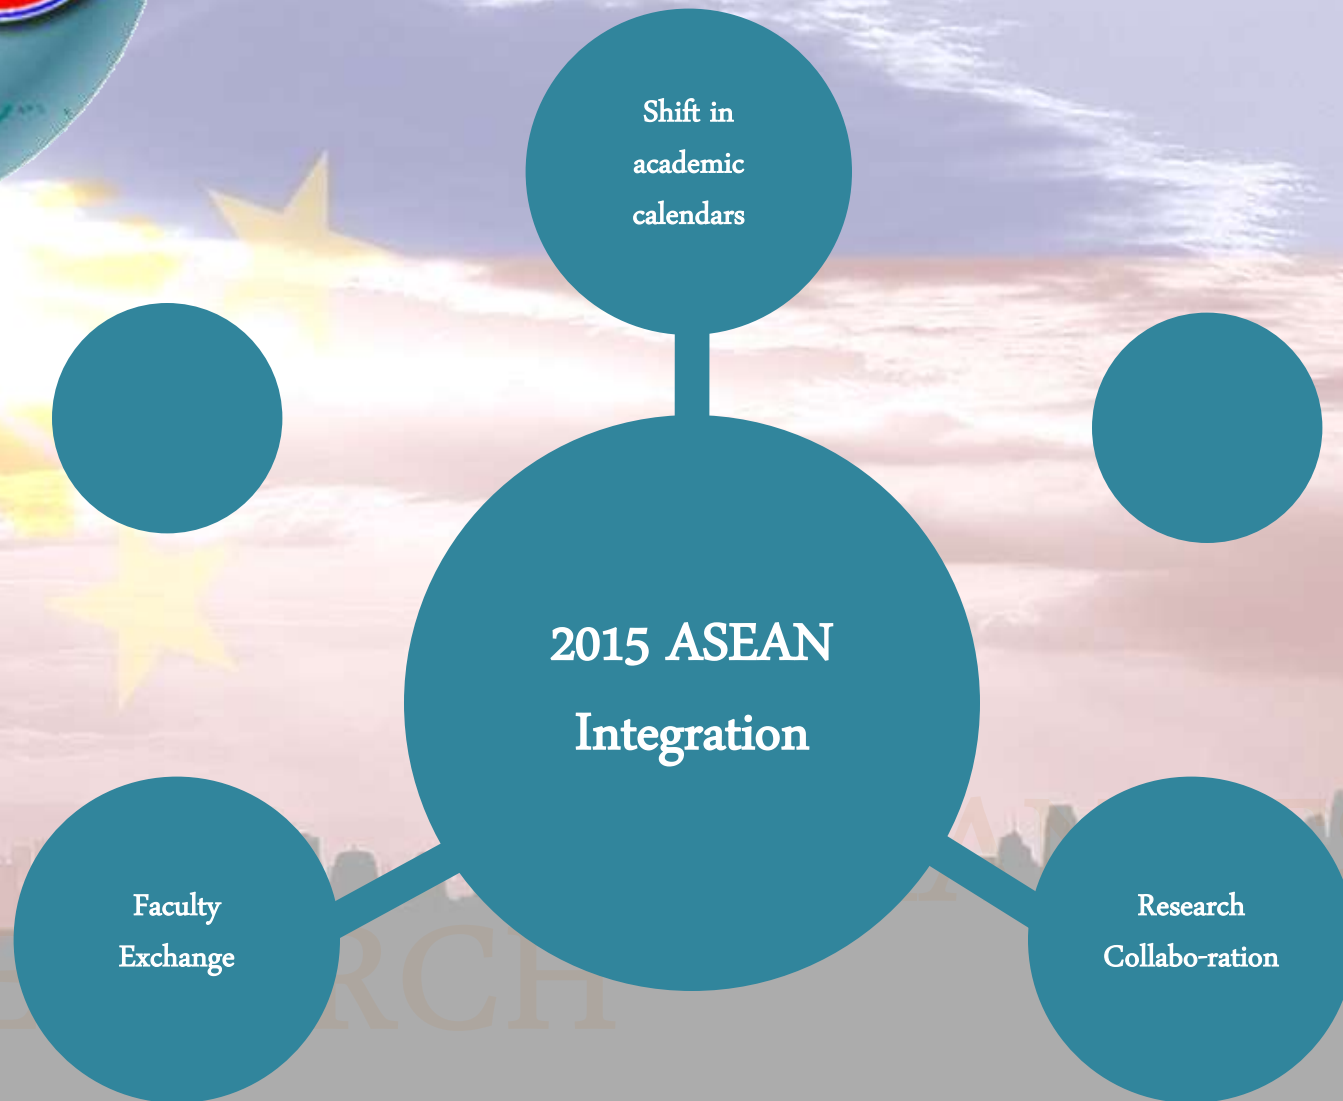 Shift in
academic
calendars
2015 ASEAN
Integration
Faculty
Exchange
Research
Collabo-ration